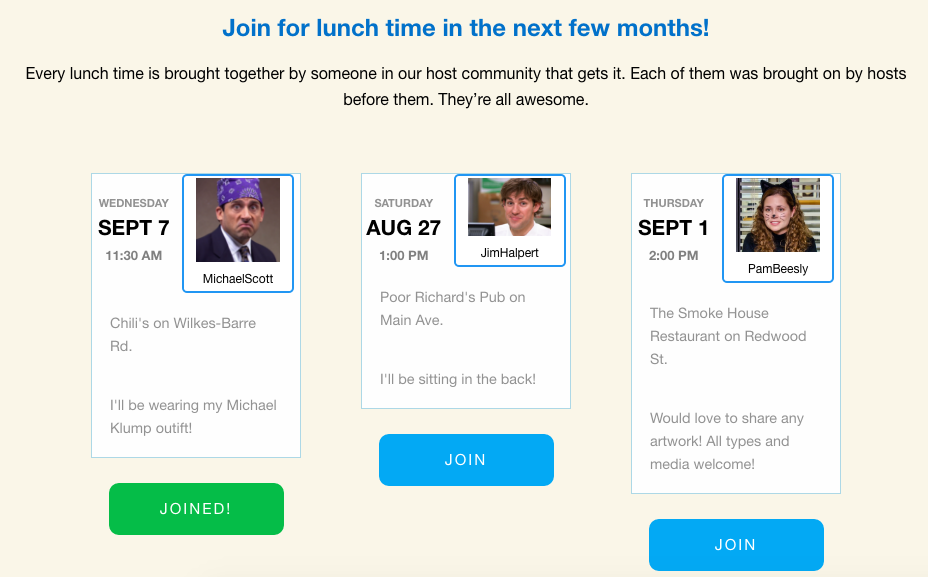 Join for lunch time in the next few months!
Every lunch time is brought together by someone in our host community that gets it. Each of them was brought on by hosts
before them. They’re all awesome.
WEDNESDAY
SEPT 7
11:30 AM
MichaelScott
Chili's on Wilkes-Barre
Rd.
I'll be wearing my Michael
Klump outift!
JOINED!
SATURDAY
AUG 27
1:00 PM
JimHalpert
Poor Richard's Pub on
Main Ave.
I'll be sitting in the back!
JOIN
THURSDAY
SEPT 1
2:00 PM
PamBeesly
The Smoke House
Restaurant on Redwood
St.
Would love to share any
artwork! All types and
media welcome!
JOIN